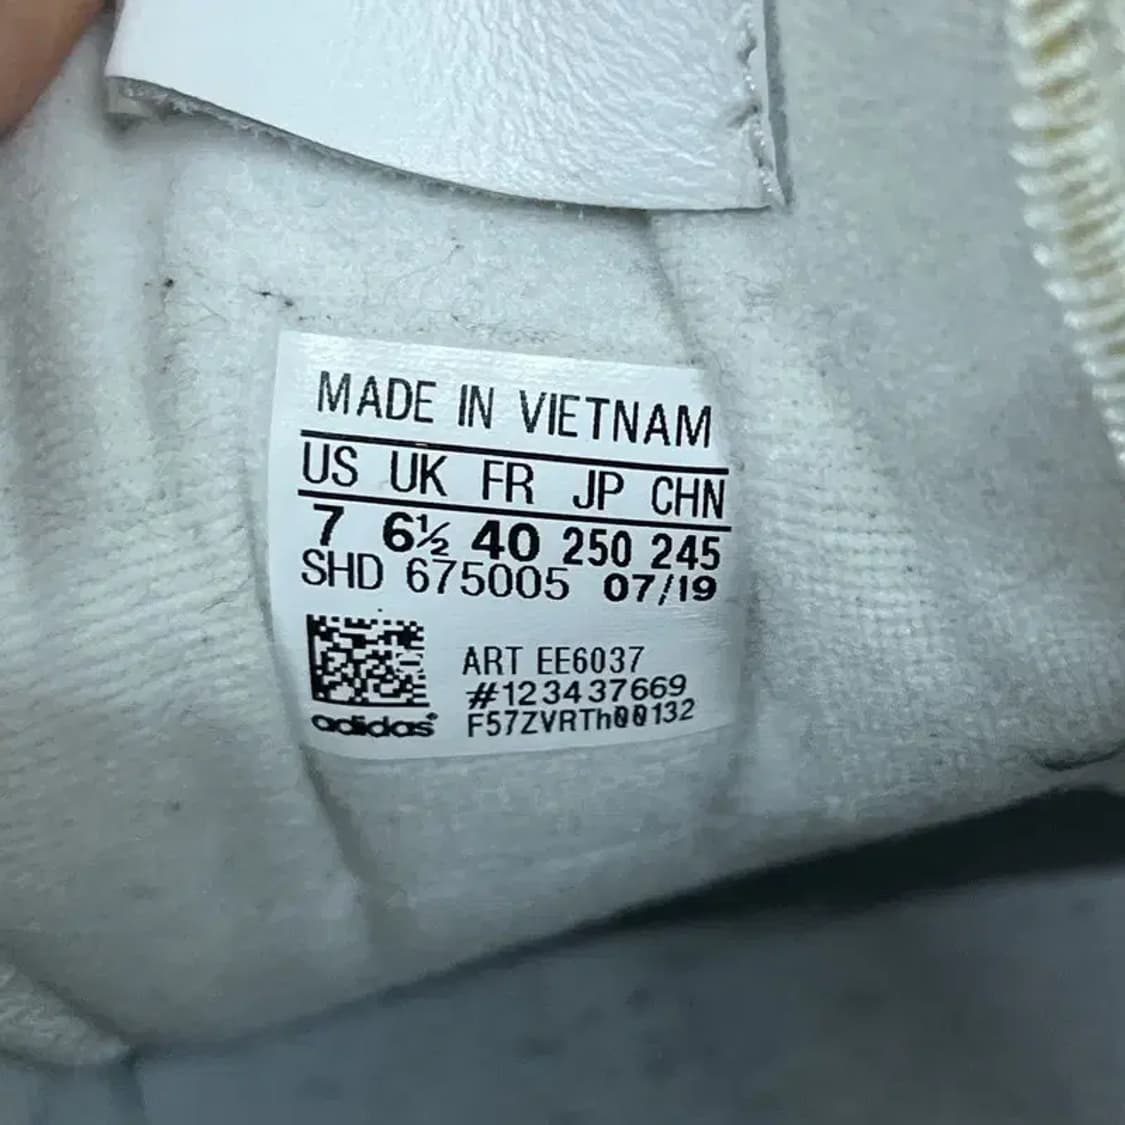 MADE IN VIETNAM
US UK FR JP CHN
7 6½ 40 250 245
SHD 675005 07/19
ART EE6037
#123437669
F57ZVRTh00132
adidas